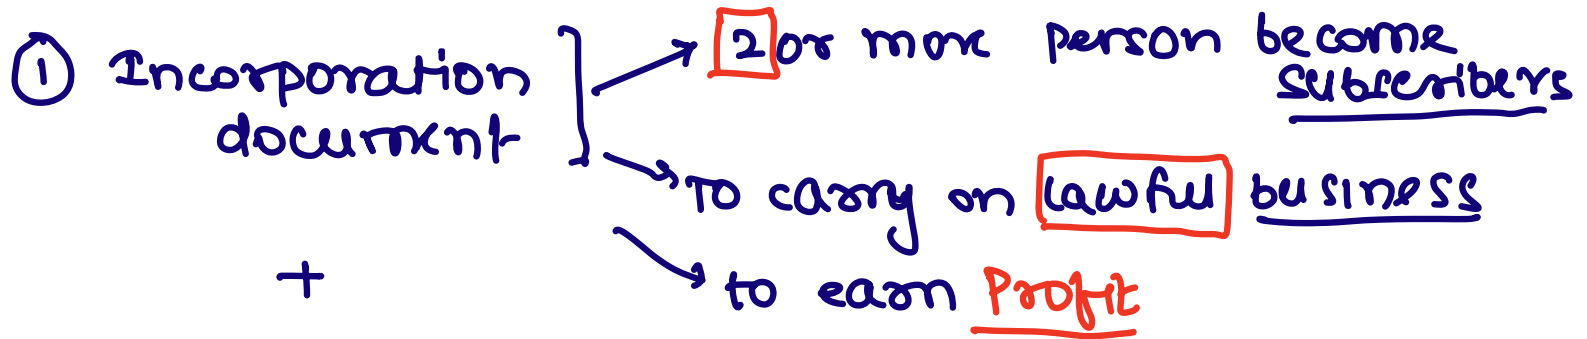 ① Incorporation document
2 or more person become subscribers
To carry on lawful business
+
to earn Profit